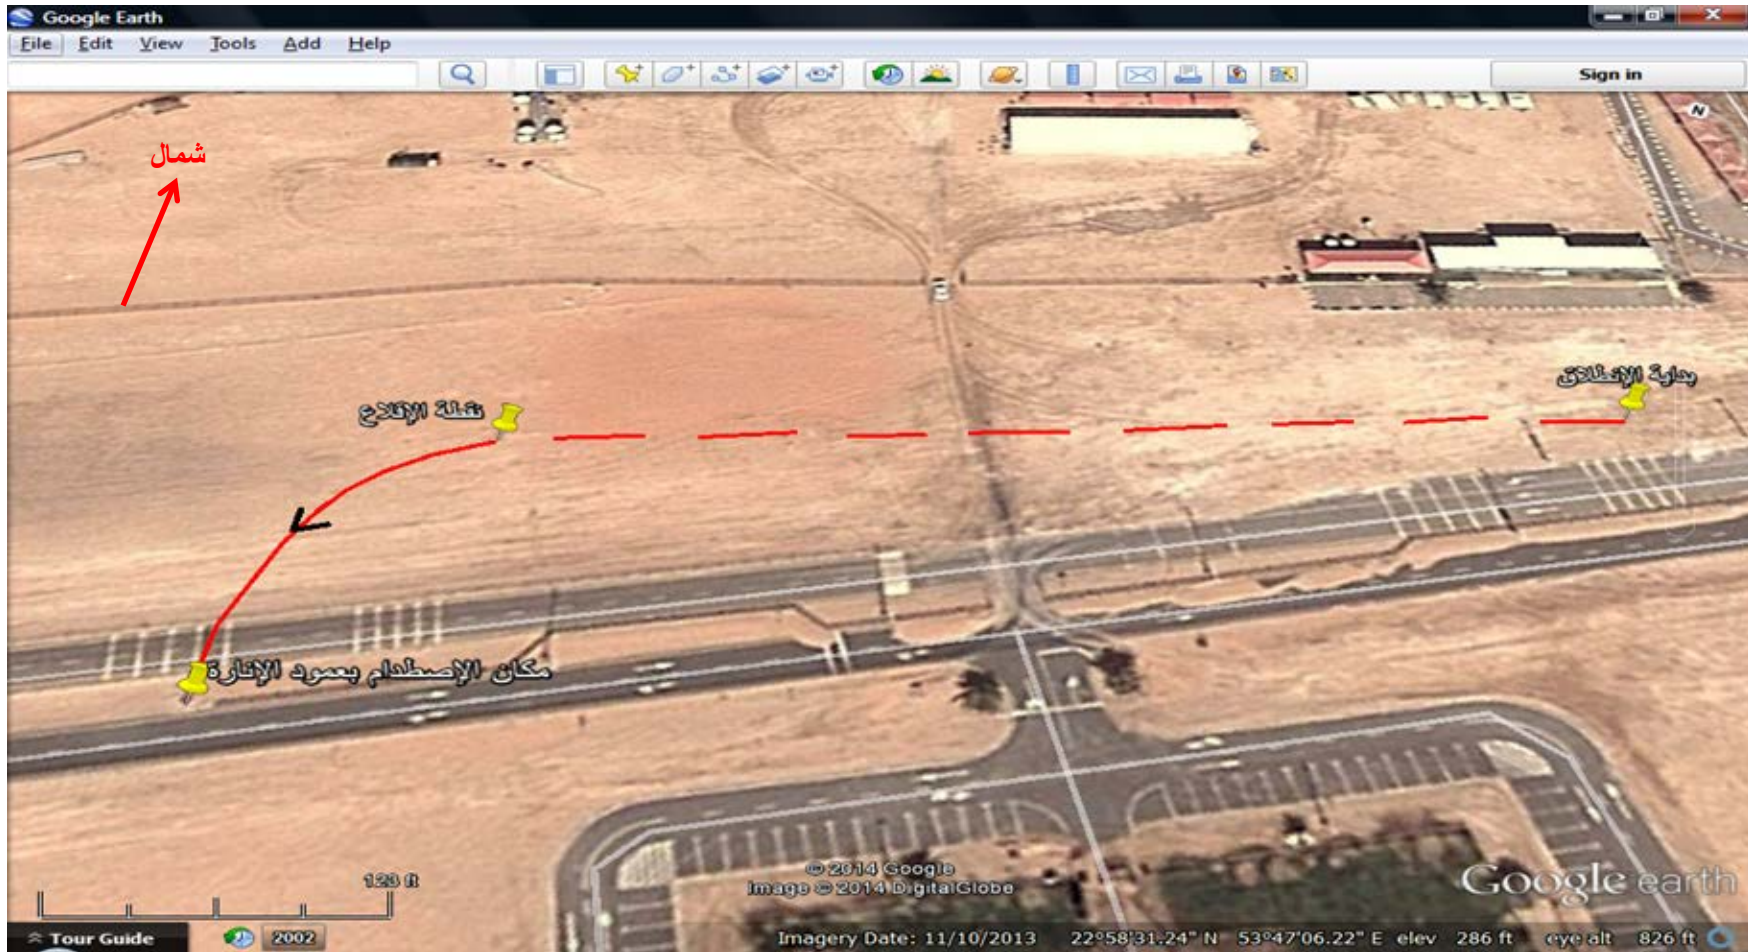 Google Earth
File Edit View Tools Add Help
Sign in
N
شمال
بداية الإنطلاق
نقطة الإقلاع
مكان الإصطدام بعمود الإنارة
123 ft
© 2014 Google
Image © 2014 DigitalGlobe
Google earth
Tour Guide
2002
Imagery Date: 11/10/2013 22°58'31.24" N 53°47'06.22" E elev 286 ft eye alt 826 ft